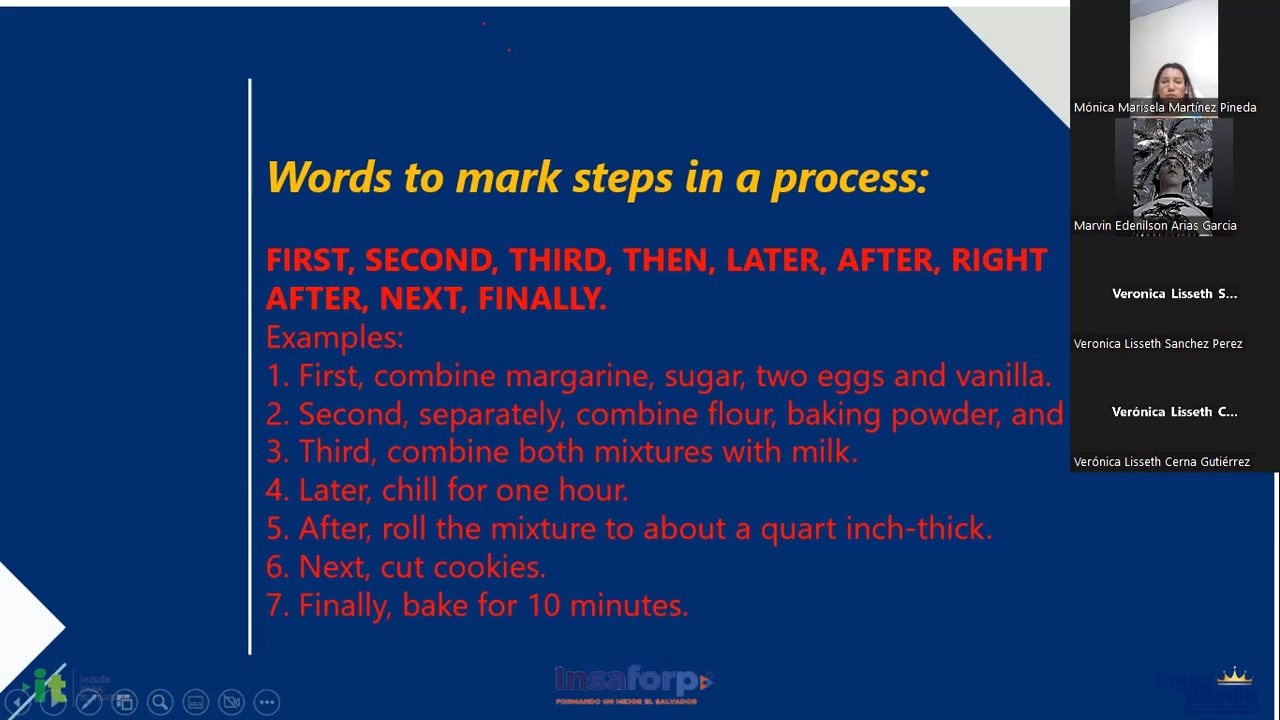 Words to mark steps in a process:
FIRST, SECOND, THIRD, THEN, LATER, AFTER, RIGHT
AFTER, NEXT, FINALLY.
Examples:
1. First, combine margarine, sugar, two eggs and vanilla.
2. Second, separately, combine flour, baking powder, and
3. Third, combine both mixtures with milk.
4. Later, chill for one hour.
5. After, roll the mixture to about a quart inch-thick.
6. Next, cut cookies.
7. Finally, bake for 10 minutes.
Mónica Marisela Martínez Pineda
Marvin Edenilson Arias Garcia
Veronica Lisseth S...
Veronica Lisseth Sanchez Perez
Verónica Lisseth C...
Verónica Lisseth Cerna Gutiérrez
it
Insaforp
FORMANDO UN MEJOR EL SALVADOR